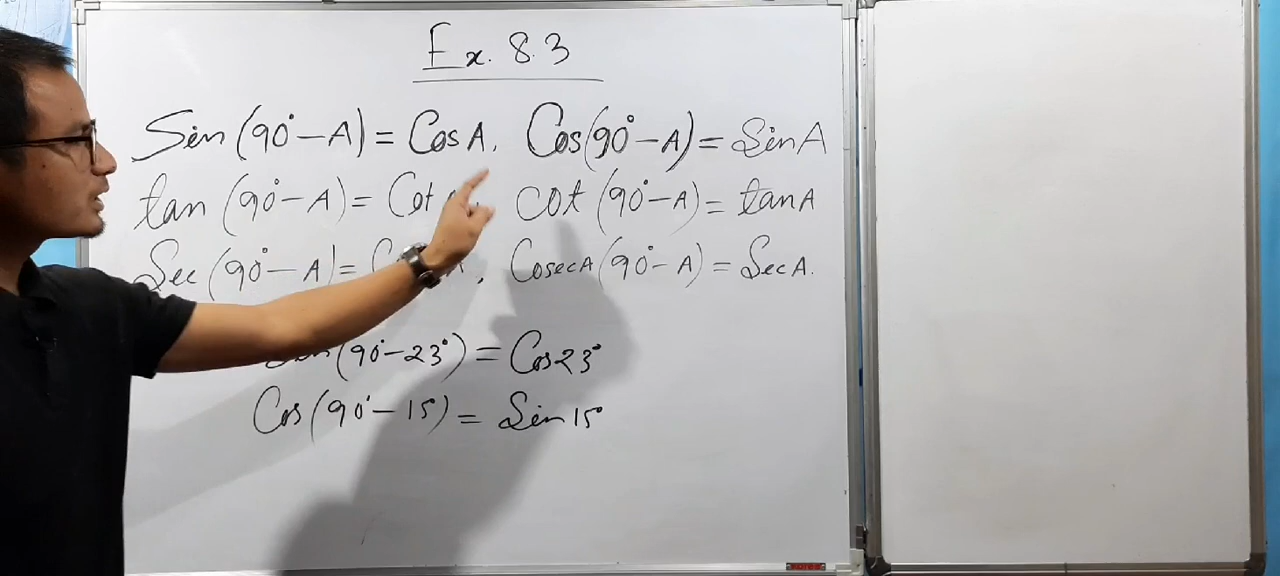 Ex. 8.3
Sin (90° – A) = Cos A, Cos (90° – A) = Sin A
tan (90° – A) = Cot A, cot (90° – A) = tan A
Sec (90° – A) = , Cosec A (90° – A) = Sec A.
Sin (90° – 23°) = Cos 23°
Cos (90° – 15°) = Sin 15°